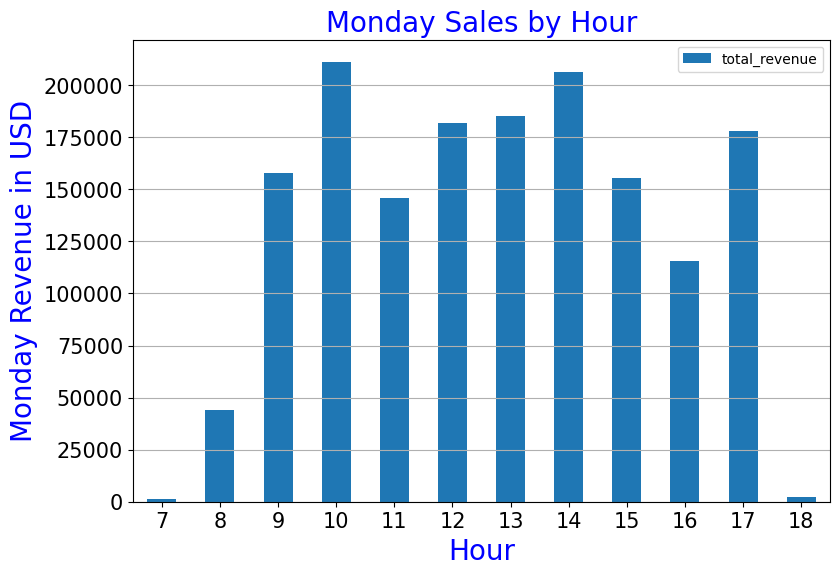 Monday Sales by Hour
total_revenue
Monday Revenue in USD
200000
175000
150000
125000
100000
75000
50000
25000
0
7 8 9 10 11 12 13 14 15 16 17 18
Hour